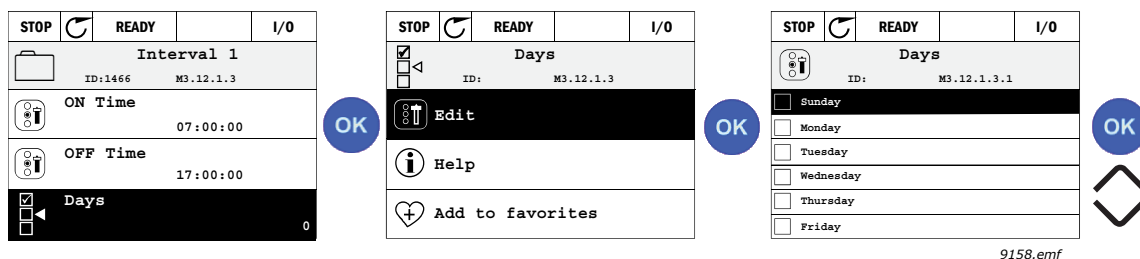 STOP READY I/O
Interval 1
ID:1466 M3.12.1.3
ON Time
07:00:00
OFF Time
17:00:00
Days
0
OK
STOP READY I/O
Days
ID: M3.12.1.3
Edit
Help
Add to favorites
OK
STOP READY I/O
Days
ID: M3.12.1.3.1
Sunday
Monday
Tuesday
Wednesday
Thursday
Friday
OK
9158.emf